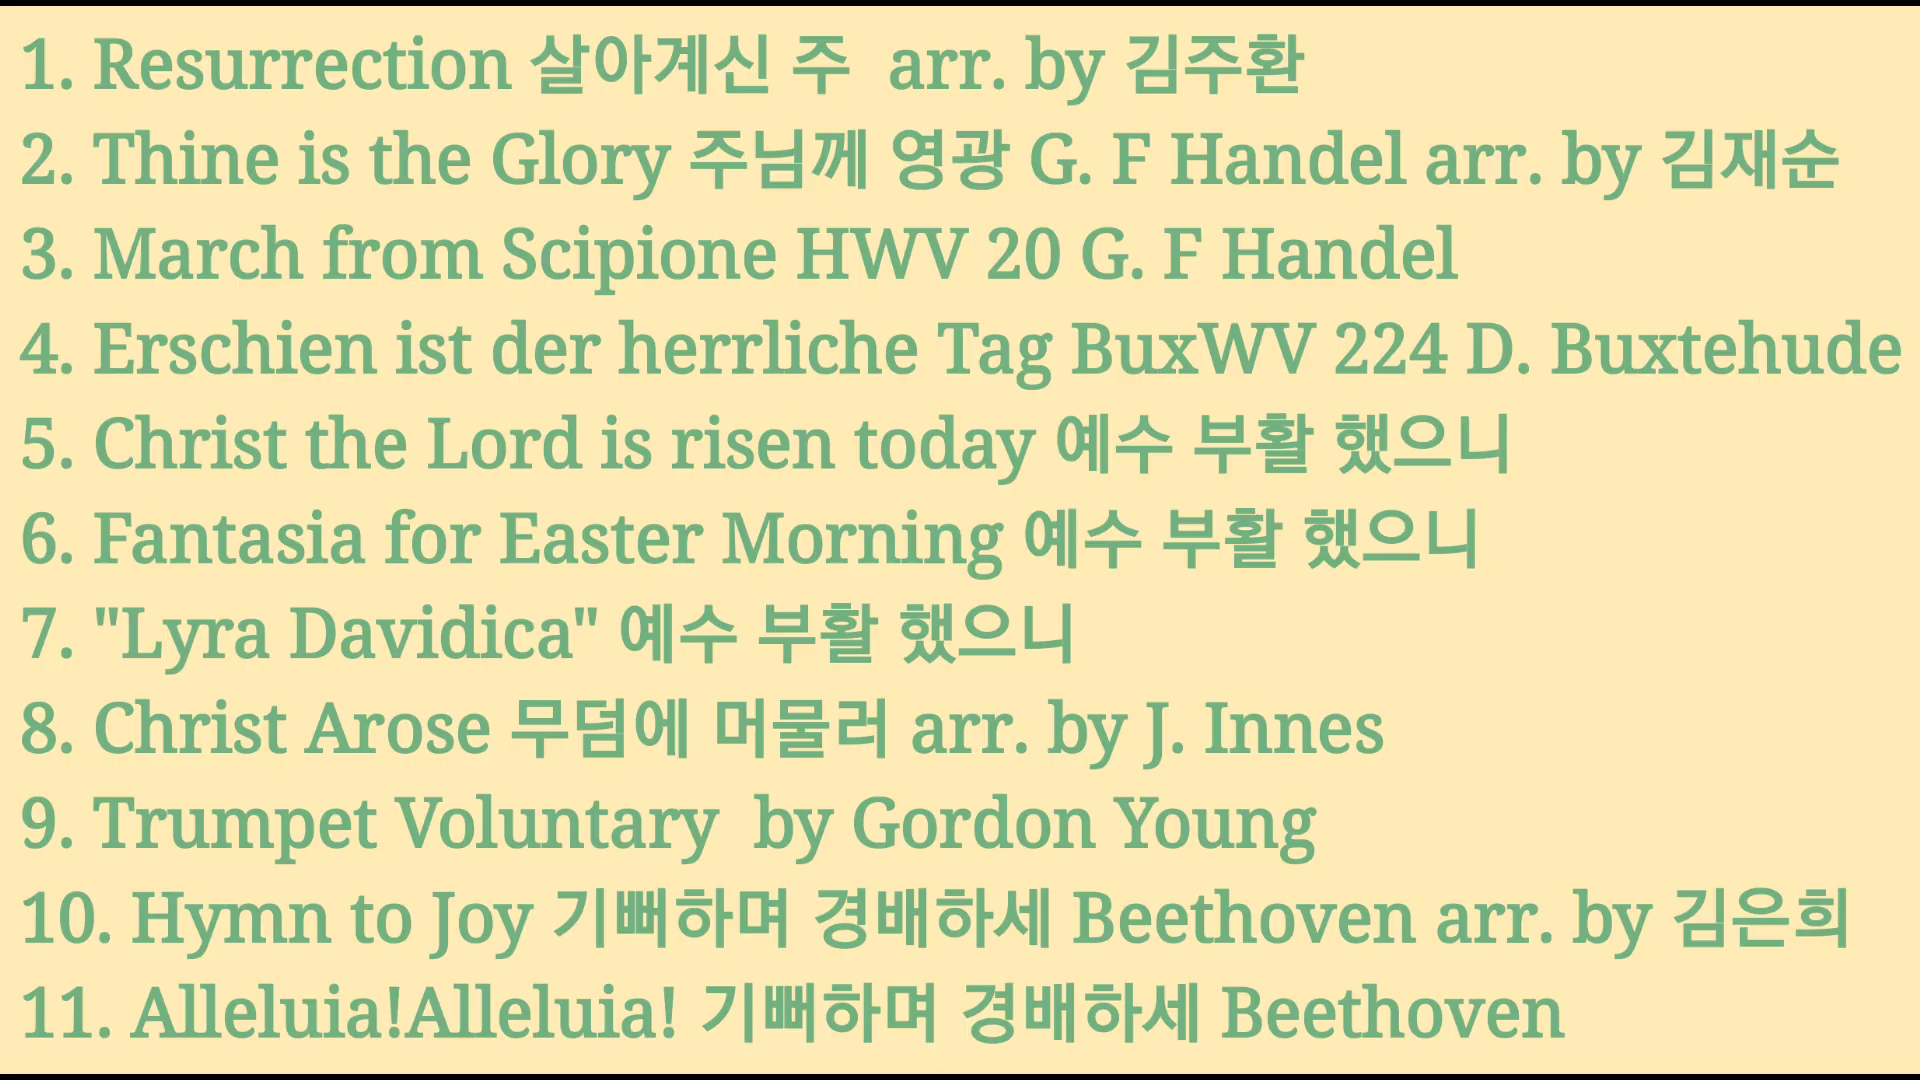 1. Resurrection 살아계신 주  arr. by 김주환
2. Thine is the Glory 주님께 영광 G. F Handel arr. by 김재순
3. March from Scipione HWV 20 G. F Handel
4. Erschien ist der herrliche Tag BuxWV 224 D. Buxtehude
5. Christ the Lord is risen today 예수 부활 했으니
6. Fantasia for Easter Morning 예수 부활 했으니
7. "Lyra Davidica" 예수 부활 했으니
8. Christ Arose 무덤에 머물러 arr. by J. Innes
9. Trumpet Voluntary  by Gordon Young
10. Hymn to Joy 기뻐하며 경배하세 Beethoven arr. by 김은희
11. Alleluia!Alleluia! 기뻐하며 경배하세 Beethoven